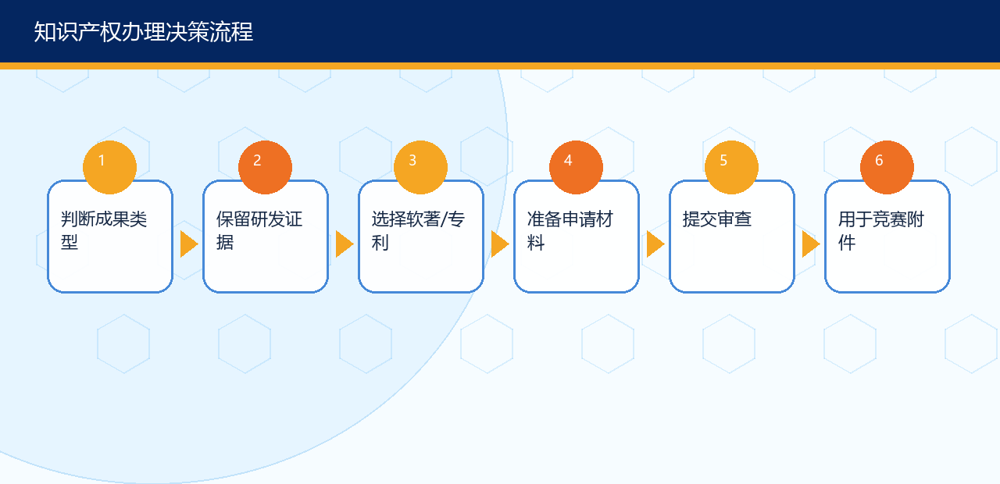 知识产权办理决策流程
1
判断成果类
型
2
保留研发证
据
3
选择软著/专
利
4
准备申请材
料
5
提交审查
6
用于竞赛附
件